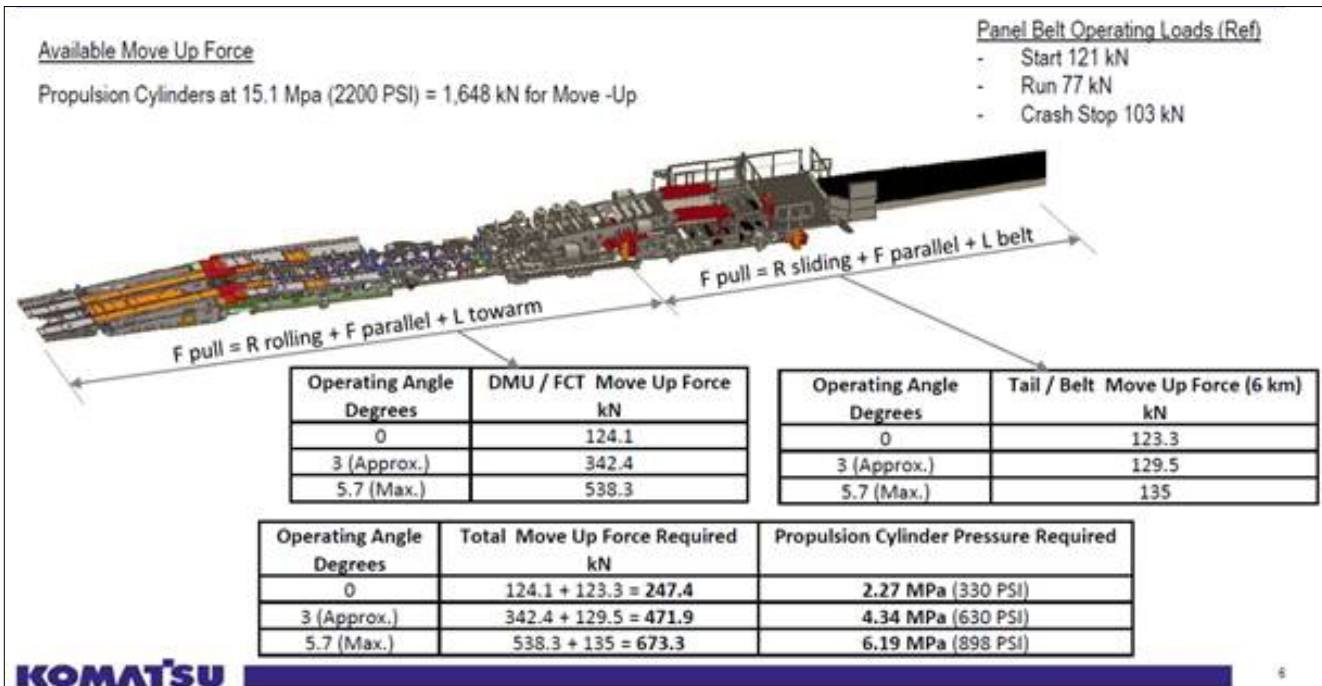 Available Move Up Force
Propulsion Cylinders at 15.1 Mpa (2200 PSI) = 1,648 kN for Move -Up
Panel Belt Operating Loads (Ref)
- Start 121 kN
- Run 77 kN
- Crash Stop 103 kN
F pull = R rolling + F parallel + L towarm
F pull = R sliding + F parallel + L belt
Operating Angle Degrees | DMU / FCT Move Up Force kN
0 | 124.1
3 (Approx.) | 342.4
5.7 (Max.) | 538.3
Operating Angle Degrees | Tail / Belt Move Up Force (6 km) kN
0 | 123.3
3 (Approx.) | 129.5
5.7 (Max.) | 135
Operating Angle Degrees | Total Move Up Force Required kN | Propulsion Cylinder Pressure Required
0 | 124.1 + 123.3 = 247.4 | 2.27 MPa (330 PSI)
3 (Approx.) | 342.4 + 129.5 = 471.9 | 4.34 MPa (630 PSI)
5.7 (Max.) | 538.3 + 135 = 673.3 | 6.19 MPa (898 PSI)
KOMATSU
6